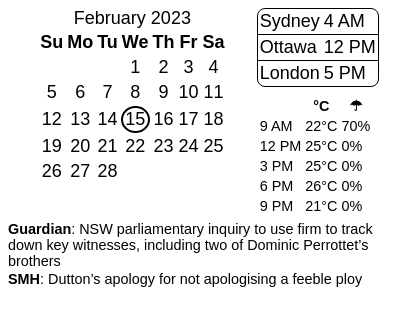 February 2023
Su Mo Tu We Th Fr Sa
1 2 3 4
5 6 7 8 9 10 11
12 13 14 15 16 17 18
19 20 21 22 23 24 25
26 27 28
Sydney 4 AM
Ottawa 12 PM
London 5 PM
°C ☂
9 AM 22°C 70%
12 PM 25°C 0%
3 PM 25°C 0%
6 PM 26°C 0%
9 PM 21°C 0%
Guardian: NSW parliamentary inquiry to use firm to track
down key witnesses, including two of Dominic Perrottet’s
brothers
SMH: Dutton’s apology for not apologising a feeble ploy